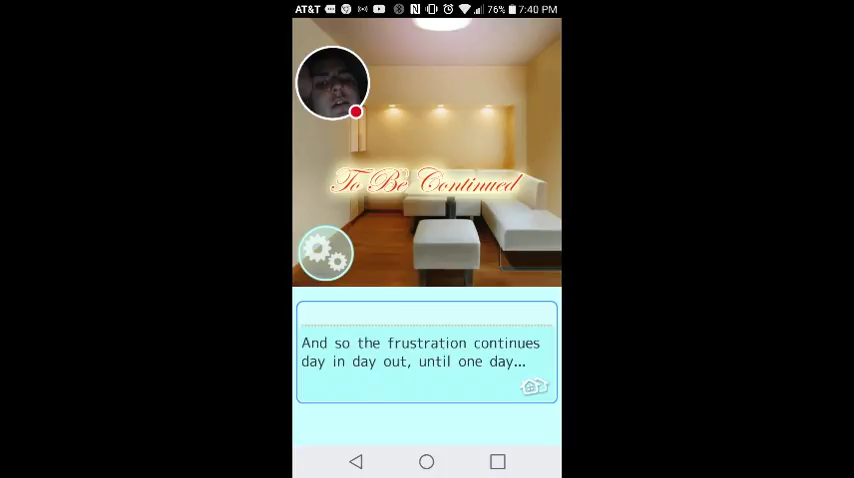 AT&T 76% 7:40 PM
To Be Continued
And so the frustration continues
day in day out, until one day...